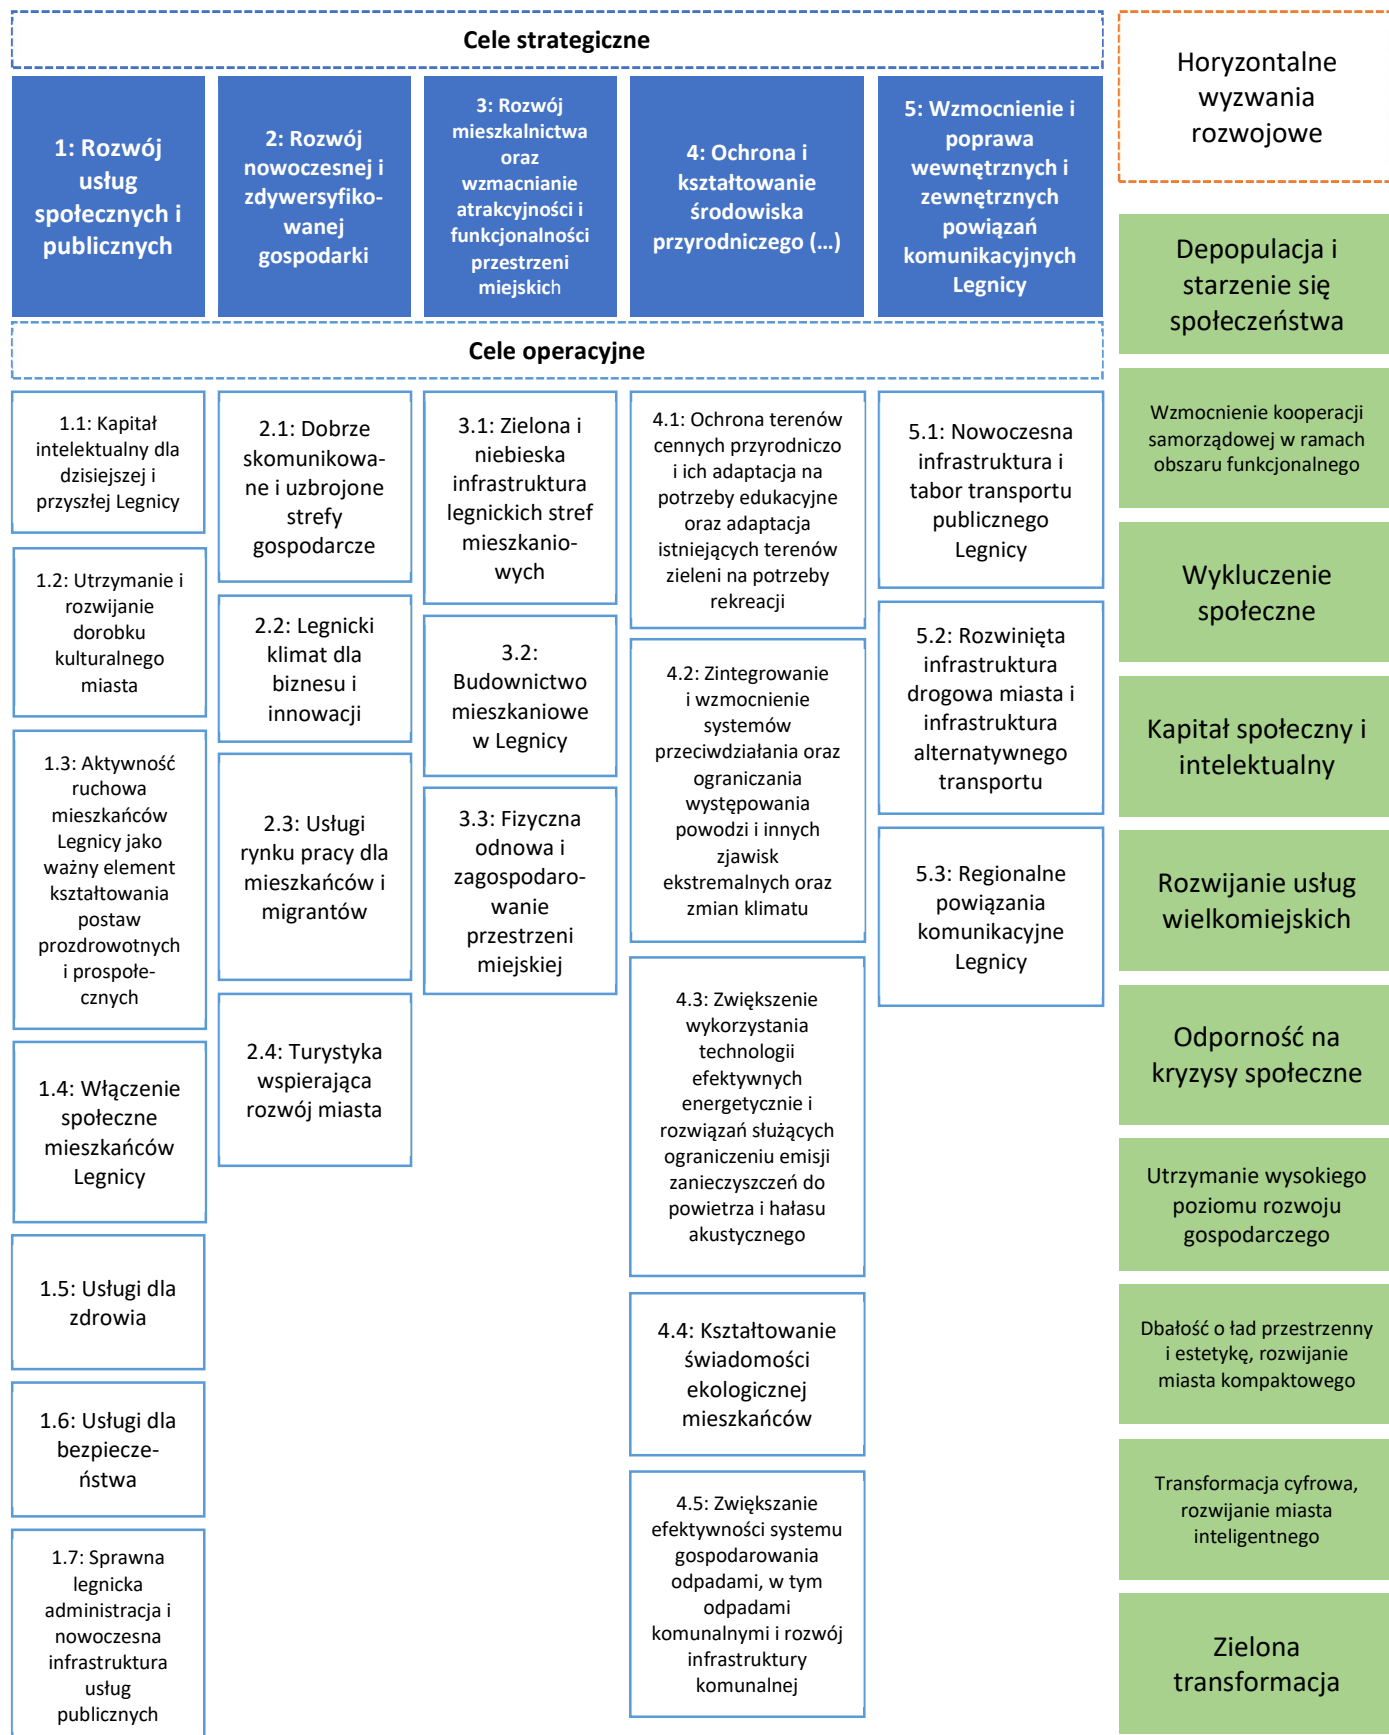 Cele strategiczne
1: Rozwój
usług
społecznych i
publicznych
2: Rozwój
nowoczesnej i
zdywersyfiko-
wanej
gospodarki
3: Rozwój
mieszkalnictwa
oraz
wzmacnianie
atrakcyjności i
funkcjonalności
przestrzeni
miejskich
4: Ochrona i
kształtowanie
środowiska
przyrodniczego (...)
5: Wzmocnienie i
poprawa
wewnętrznych i
zewnętrznych
powiązań
komunikacyjnych
Legnicy
Cele operacyjne
1.1: Kapitał
intelektualny dla
dzisiejszej i
przyszłej Legnicy
1.2: Utrzymanie i
rozwijanie
dorobku
kulturalnego
miasta
1.3: Aktywność
ruchowa
mieszkańców
Legnicy jako
ważny element
kształtowania
postaw
prozdrowotnych
i prospołe-
cznych
1.4: Włączenie
społeczne
mieszkańców
Legnicy
1.5: Usługi dla
zdrowia
1.6: Usługi dla
bezpiecze-
ństwa
1.7: Sprawna
legnicka
administracja i
nowoczesna
infrastruktura
usług
publicznych
2.1: Dobrze
skomunikowa-
ne i uzbrojone
strefy
gospodarcze
2.2: Legnicki
klimat dla
biznesu i
innowacji
2.3: Usługi
rynku pracy dla
mieszkańców i
migrantów
2.4: Turystyka
wspierająca
rozwój miasta
3.1: Zielona i
niebieska
infrastruktura
legnickich stref
mieszkanio-
wych
3.2:
Budownictwo
mieszkaniowe
w Legnicy
3.3: Fizyczna
odnowa i
zagospodaro-
wanie
przestrzeni
miejskiej
4.1: Ochrona terenów
cennych przyrodniczo
i ich adaptacja na
potrzeby edukacyjne
oraz adaptacja
istniejących terenów
zieleni na potrzeby
rekreacji
4.2: Zintegrowanie
i wzmocnienie
systemów
przeciwdziałania oraz
ograniczania
występowania
powodzi i innych
zjawisk
ekstremalnych oraz
zmian klimatu
4.3: Zwiększenie
wykorzystania
technologii
efektywnych
energetycznie i
rozwiązań służących
ograniczeniu emisji
zanieczyszczeń do
powietrza i hałasu
akustycznego
4.4: Kształtowanie
świadomości
ekologicznej
mieszkańców
4.5: Zwiększanie
efektywności systemu
gospodarowania
odpadami, w tym
odpadami
komunalnymi i rozwój
infrastruktury
komunalnej
5.1: Nowoczesna
infrastruktura i
tabor transportu
publicznego
Legnicy
5.2: Rozwinięta
infrastruktura
drogowa miasta i
infrastruktura
alternatywnego
transportu
5.3: Regionalne
powiązania
komunikacyjne
Legnicy
Horyzontalne
wyzwania
rozwojowe
Depopulacja i
starzenie się
społeczeństwa
Wzmocnienie kooperacji
samorządowej w ramach
obszaru funkcjonalnego
Wykluczenie
społeczne
Kapitał społeczny i
intelektualny
Rozwijanie usług
wielkomiejskich
Odporność na
kryzysy społeczne
Utrzymanie wysokiego
poziomu rozwoju
gospodarczego
Dbałość o ład przestrzenny
i estetykę, rozwijanie
miasta kompaktowego
Transformacja cyfrowa,
rozwijanie miasta
inteligentnego
Zielona
transformacja